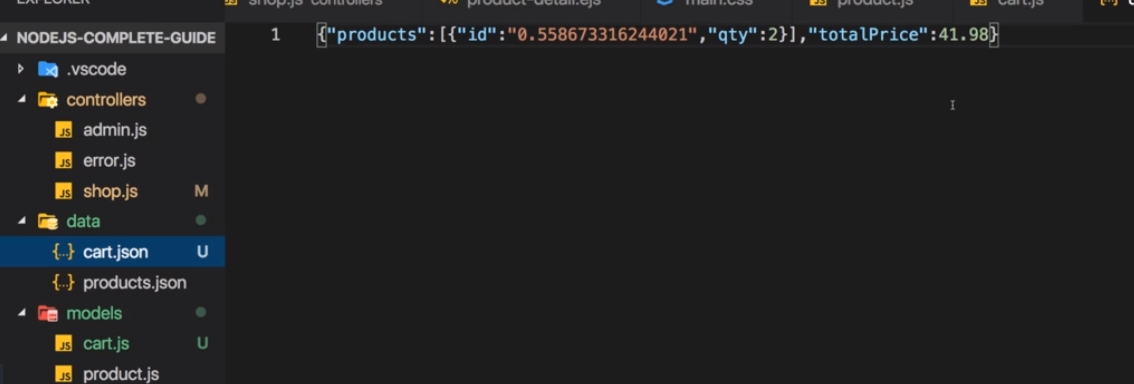 shop.js controllers
product-detail.ejs
main.css
product.js
cart.js
EXPLORER
NODEJS-COMPLETE-GUIDE
.vscode
controllers
admin.js
error.js
shop.js M
data
cart.json U
products.json
models
cart.js U
product.js
1 {"products":[{"id":"0.558673316244021","qty":2}],"totalPrice":41.98}